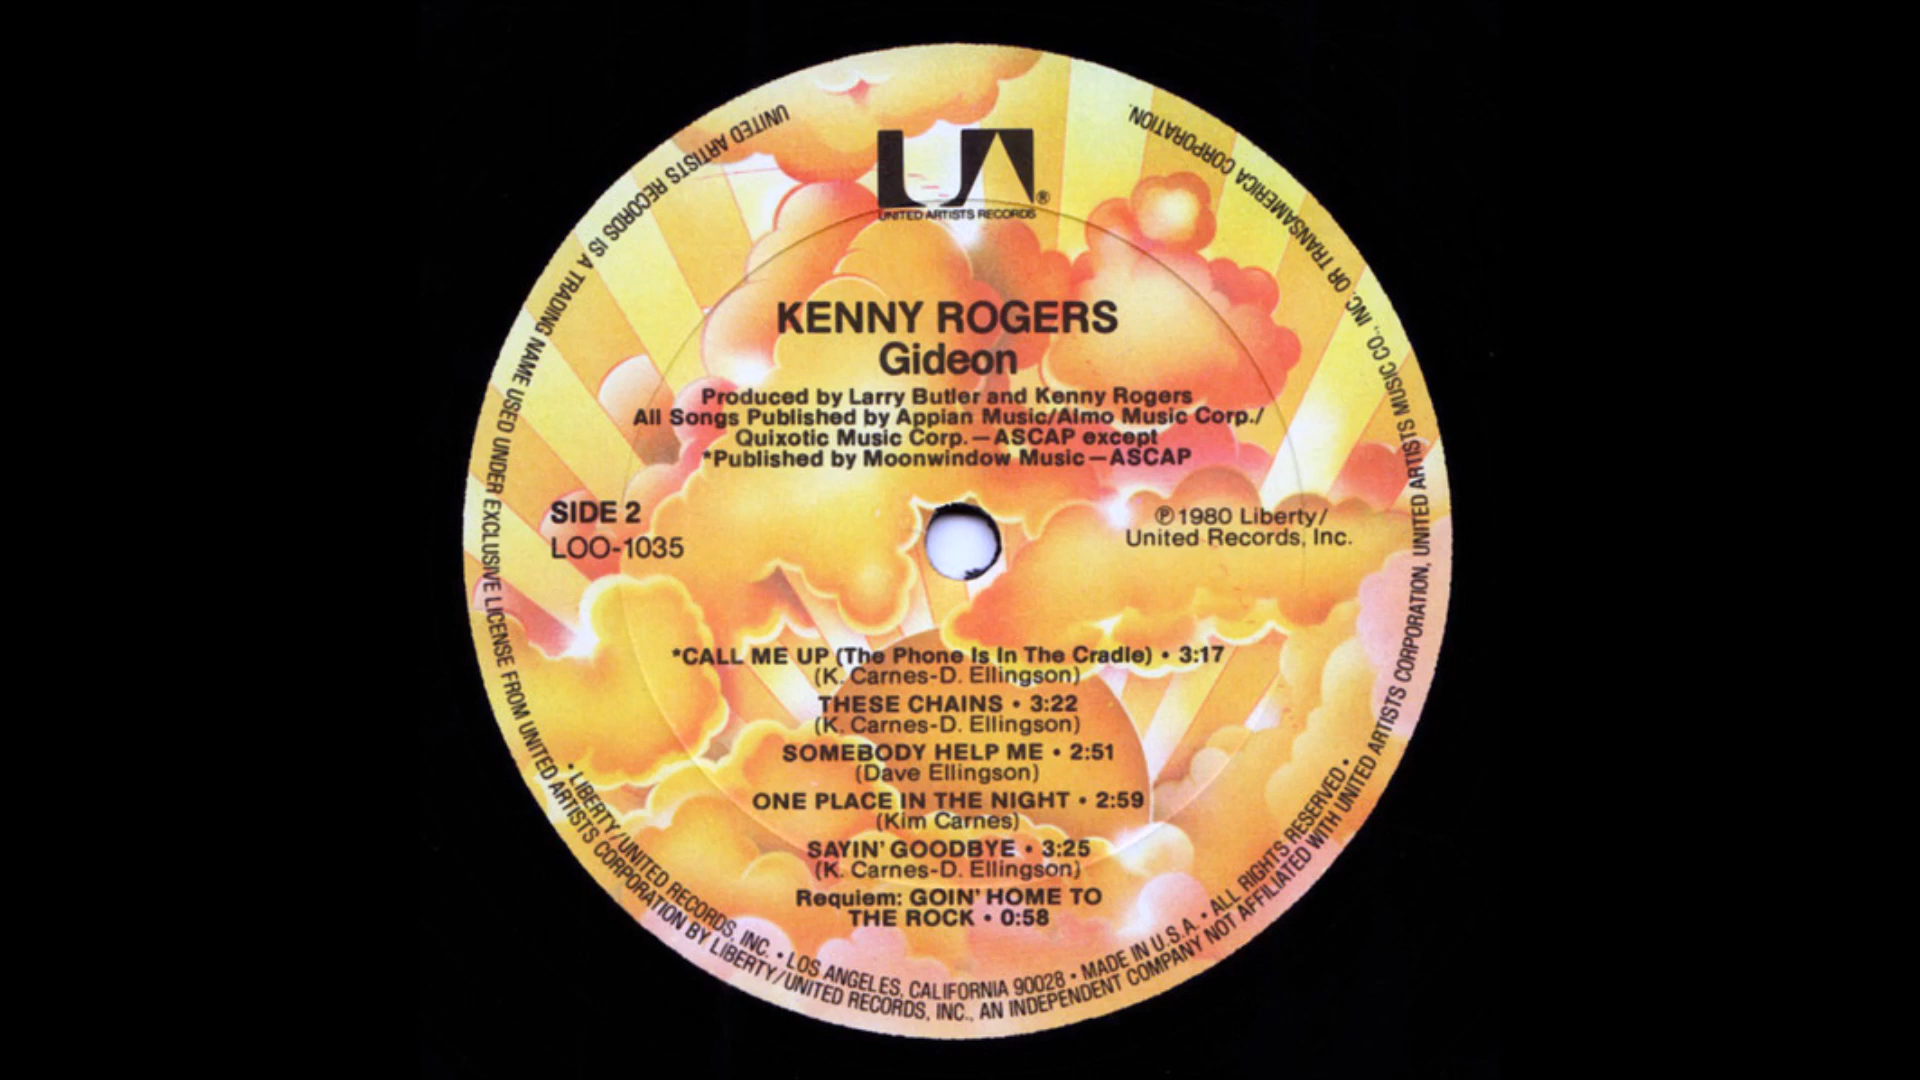 UA®
UNITED ARTISTS RECORDS
KENNY ROGERS
Gideon
Produced by Larry Butler and Kenny Rogers
All Songs Published by Appian Music/Almo Music Corp./
Quixotic Music Corp.—ASCAP except
*Published by Moonwindow Music—ASCAP
SIDE 2
LOO-1035
℗ 1980 Liberty/
United Records, Inc.
*CALL ME UP (The Phone Is In The Cradle) • 3:17
(K. Carnes-D. Ellingson)
THESE CHAINS • 3:22
(K. Carnes-D. Ellingson)
SOMEBODY HELP ME • 2:51
(Dave Ellingson)
ONE PLACE IN THE NIGHT • 2:59
(Kim Carnes)
SAYIN' GOODBYE • 3:25
(K. Carnes-D. Ellingson)
Requiem: GOIN' HOME TO
THE ROCK • 0:58
• LIBERTY/UNITED RECORDS, INC. • LOS ANGELES, CALIFORNIA 90028 • MADE IN U.S.A. • ALL RIGHTS RESERVED •
UNITED ARTISTS RECORDS IS A TRADING NAME USED UNDER EXCLUSIVE LICENSE FROM UNITED ARTISTS CORPORATION BY LIBERTY/UNITED RECORDS, INC., AN INDEPENDENT COMPANY NOT AFFILIATED WITH UNITED ARTISTS CORPORATION, UNITED ARTISTS MUSIC CO., INC. OR TRANSAMERICA CORPORATION.